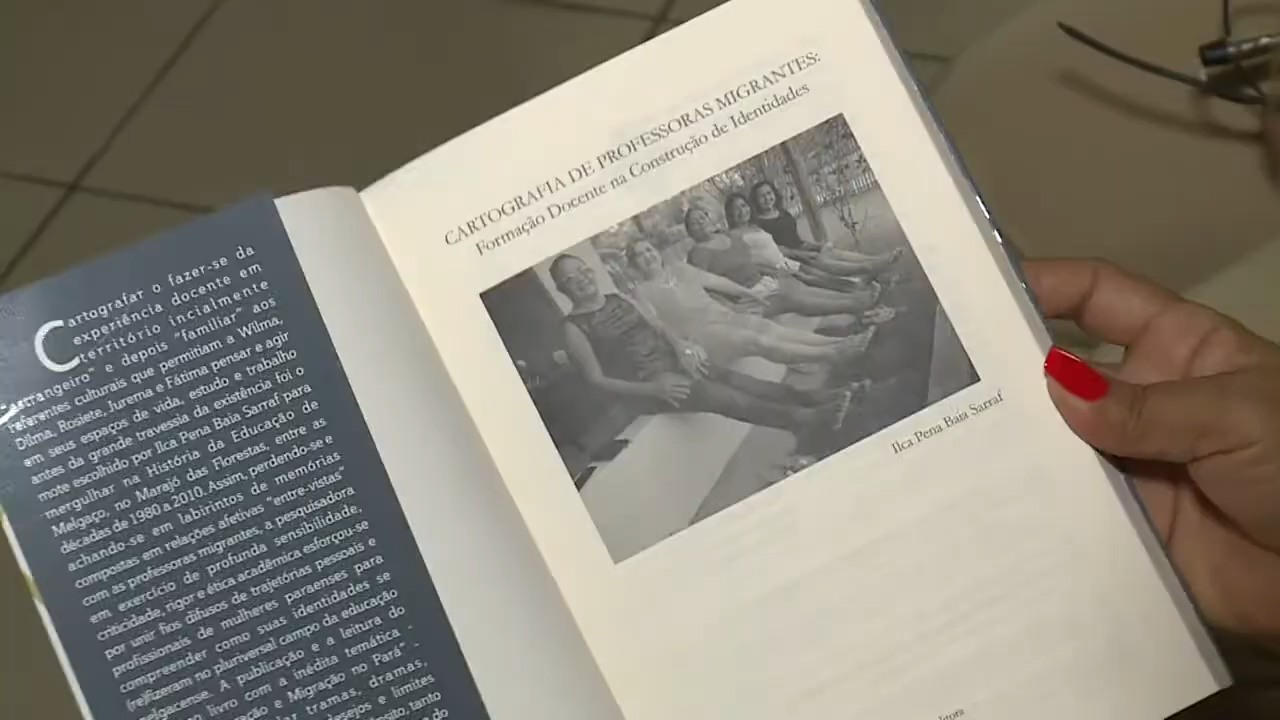 Cartografar o fazer-se da
experiência docente em
território incialmente
"estrangeiro" e depois "familiar" aos
referentes culturais que permitiam a Wilma,
Dilma, Rosiete, Jurema e Fátima pensar e agir
em seus espaços de vida, estudo e trabalho
antes da grande travessia da existência foi o
mote escolhido por Ilca Pena Baia Sarraf para
mergulhar na História da Educação de
Melgaço, no Marajó das Florestas, entre as
décadas de 1980 a 2010. Assim, perdendo-se e
achando-se em labirintos de memórias
compostas em relações afetivas "entre-vistas"
com as professoras migrantes, a pesquisadora
em exercício de profunda sensibilidade,
criticidade, rigor e ética acadêmica esforçou-se
por unir fios difusos de trajetórias pessoais e
profissionais de mulheres paraenses para
compreender como suas identidades se
(re)fizeram no pluriversal campo da educação
melgacense. A publicação e a leitura do
livro com a inédita temática -
e Migração no Pará" -
tramas, dramas,
desejos e limites
tanto
do
CARTOGRAFIA DE PROFESSORAS MIGRANTES:
Formação Docente na Construção de Identidades
Ilca Pena Baia Sarraf